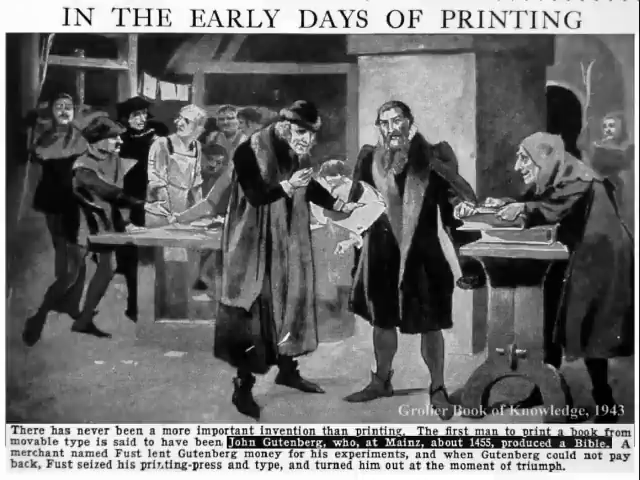 IN THE EARLY DAYS OF PRINTING
Grolier Book of Knowledge, 1943
There has never been a more important invention than printing. The first man to print a book from
movable type is said to have been John Gutenberg, who, at Mainz, about 1455, produced a Bible. A
merchant named Fust lent Gutenberg money for his experiments, and when Gutenberg could not pay
back, Fust seized his printing-press and type, and turned him out at the moment of triumph.